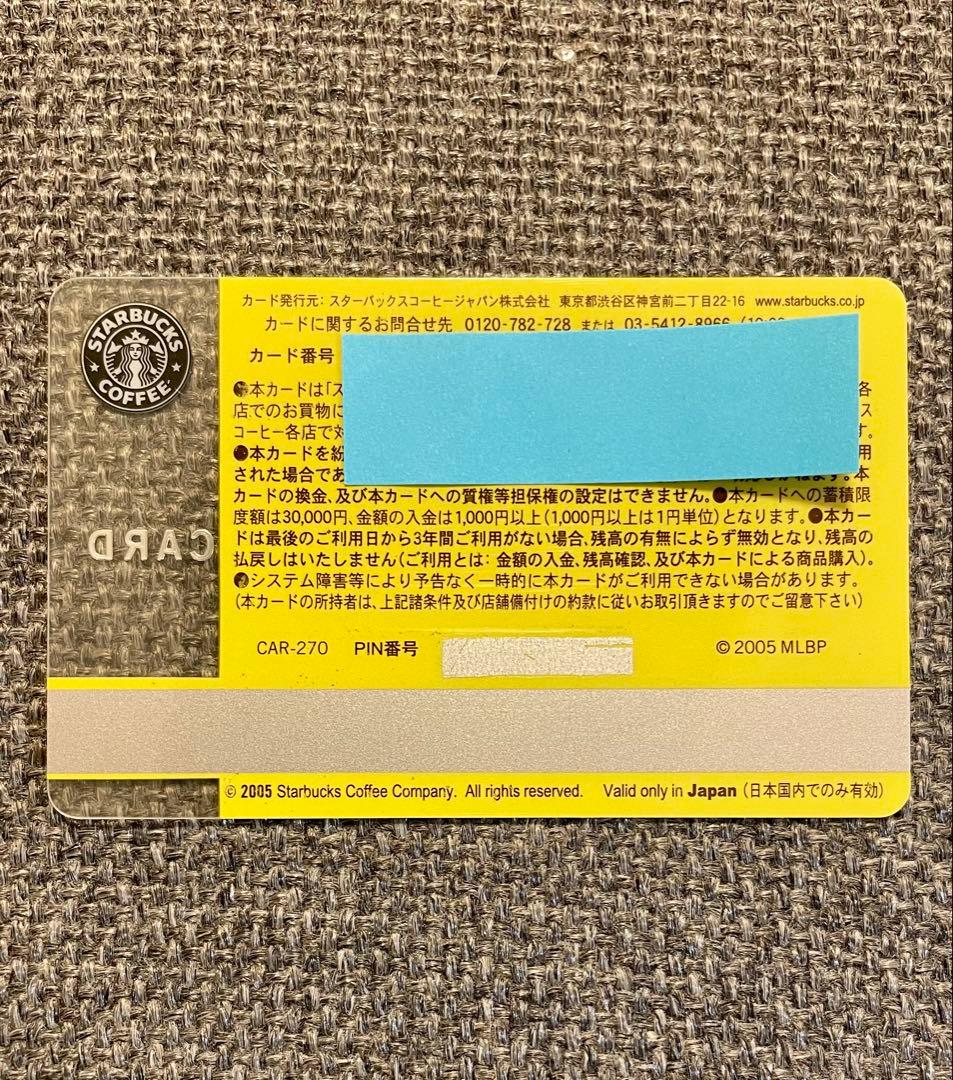 カード発行元: スターバックスコーヒージャパン株式会社 東京都渋谷区神宮前二丁目22-16 www.starbucks.co.jp
カードに関するお問合せ先 0120-782-728 または 03-5412-8966
カード番号
●本カードは「ス 各
店でのお買物に ス
コーヒー各店で対 す。
●本カードを紛 用
された場合であ かねます。本
カードの換金、及び本カードへの質権等担保権の設定はできません。●本カードへの蓄積限
度額は30,000円、金額の入金は1,000円以上(1,000円以上は1円単位)となります。●本カー
ドは最後のご利用日から3年間ご利用がない場合、残高の有無によらず無効となり、残高の
払戻しはいたしません(ご利用とは: 金額の入金、残高確認、及び本カードによる商品購入)。
●システム障害等により予告なく一時的に本カードがご利用できない場合があります。
(本カードの所持者は、上記諸条件及び店舗備付けの約款に従いお取引頂きますのでご留意下さい)
CAR-270 PIN番号 © 2005 MLBP
© 2005 Starbucks Coffee Company. All rights reserved. Valid only in Japan (日本国内でのみ有効)
STARBUCKS
COFFEE
CARD